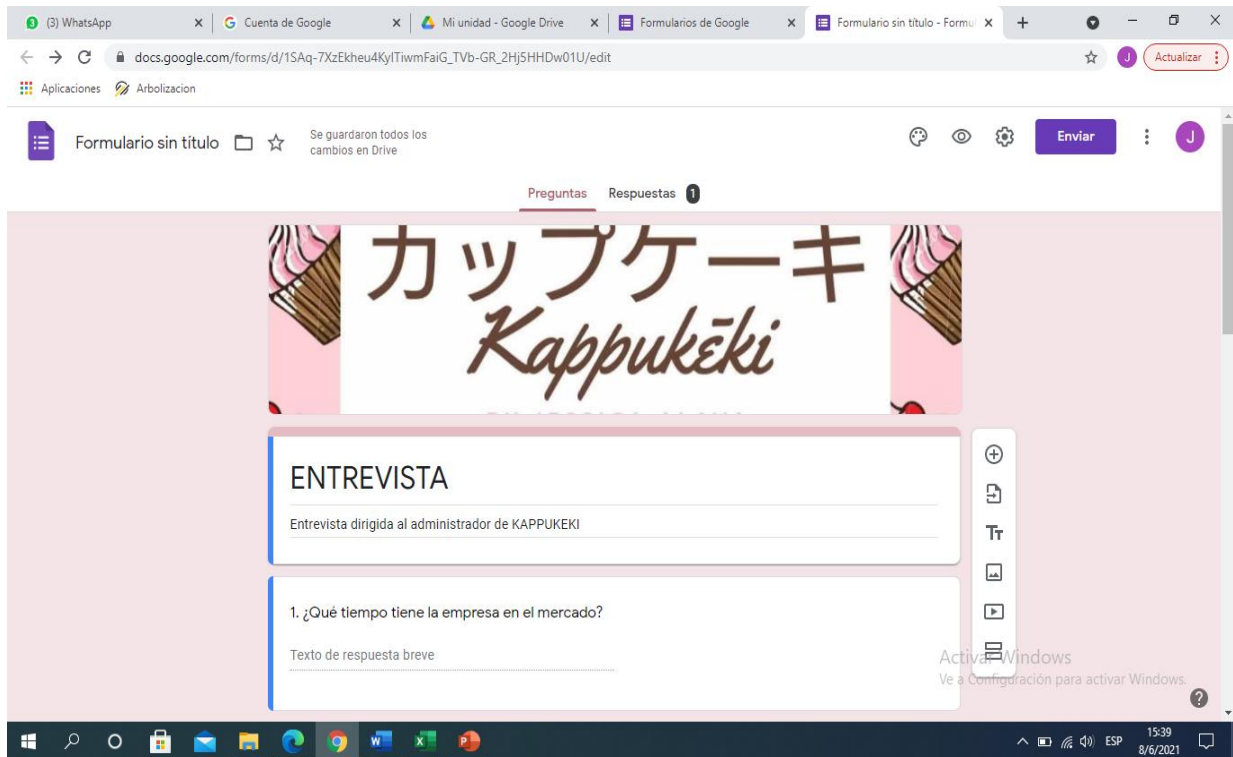 (3) WhatsApp
Cuenta de Google
Mi unidad - Google Drive
Formularios de Google
Formulario sin título - Formul
docs.google.com/forms/d/1SAq-7XzEkheu4KylTiwmFaiG_TVb-GR_2Hj5HHDw01U/edit
J
Actualizar
Aplicaciones
Arbolizacion
Formulario sin título
Se guardaron todos los
cambios en Drive
Enviar
J
Preguntas
Respuestas 1
カップケーキ
Kappukēki
ENTREVISTA
Entrevista dirigida al administrador de KAPPUKEKI
1. ¿Qué tiempo tiene la empresa en el mercado?
Texto de respuesta breve
Activar Windows
Ve a Configuración para activar Windows.
ESP
15:39
8/6/2021